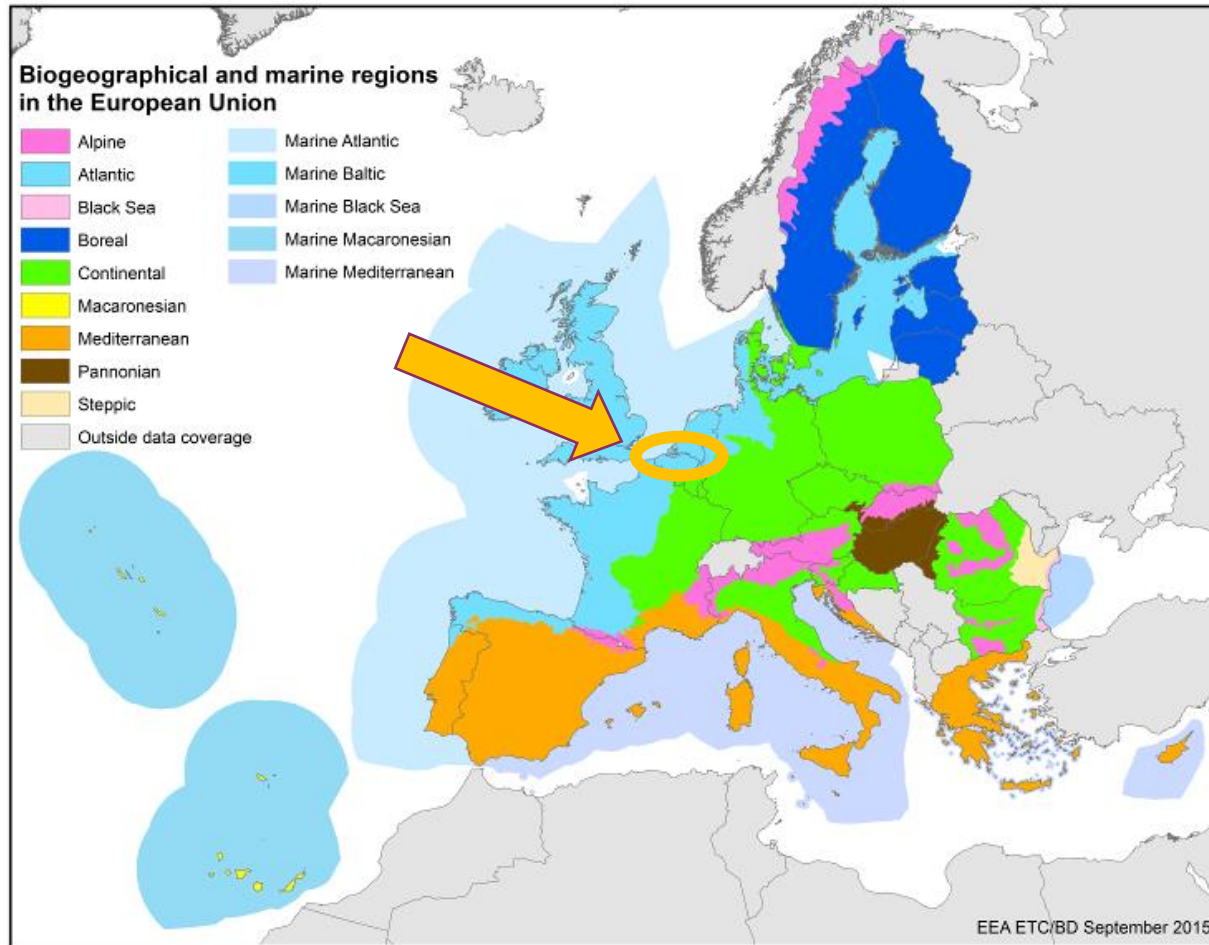 Biogeographical and marine regions
in the European Union
Alpine
Atlantic
Black Sea
Boreal
Continental
Macaronesian
Mediterranean
Pannonian
Steppic
Outside data coverage
Marine Atlantic
Marine Baltic
Marine Black Sea
Marine Macaronesian
Marine Mediterranean
EEA ETC/BD September 2015